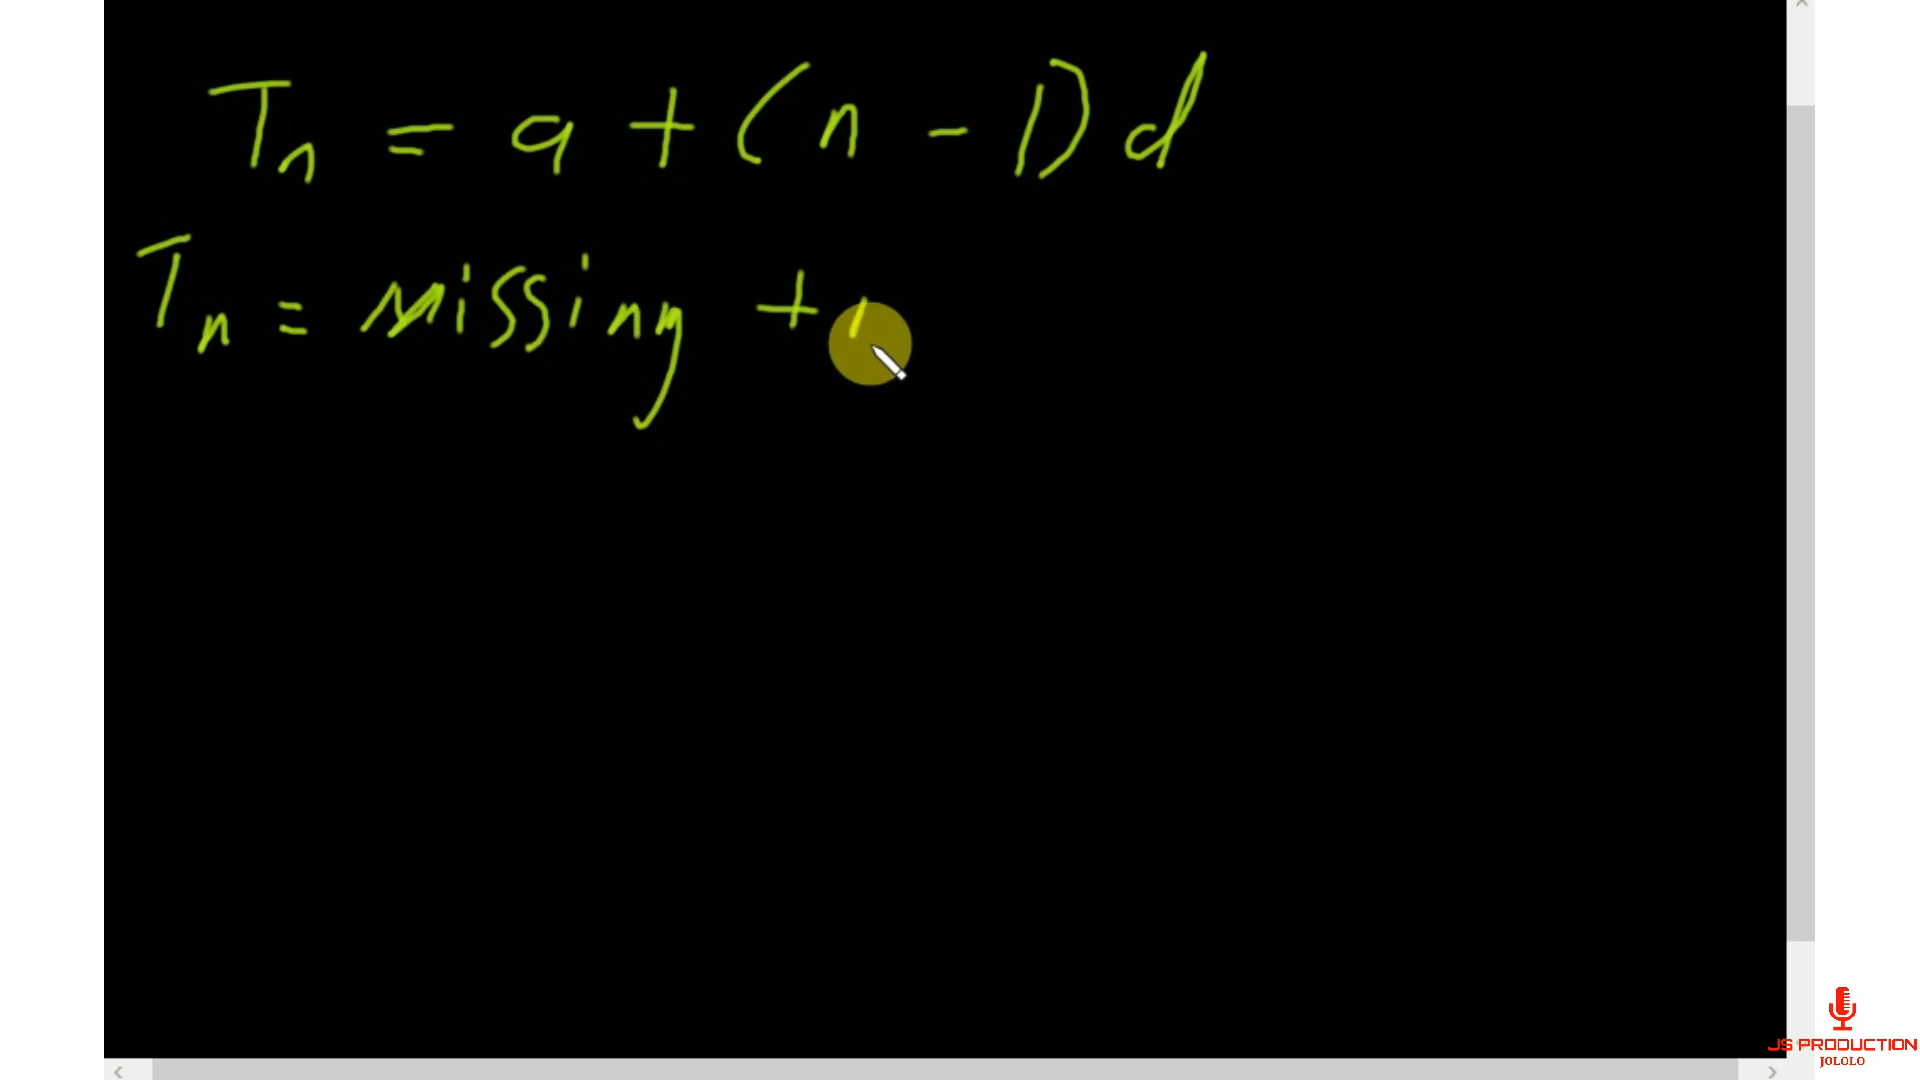 Tn = a + (n - 1) d
Tn = missing +
JS PRODUCTION
JOLOLO